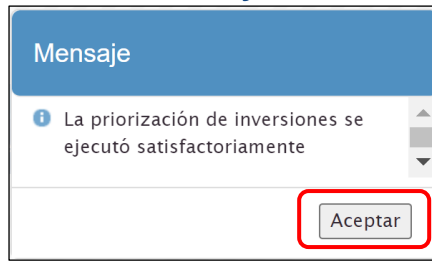 Mensaje
La priorización de inversiones se
ejecutó satisfactoriamente
Aceptar